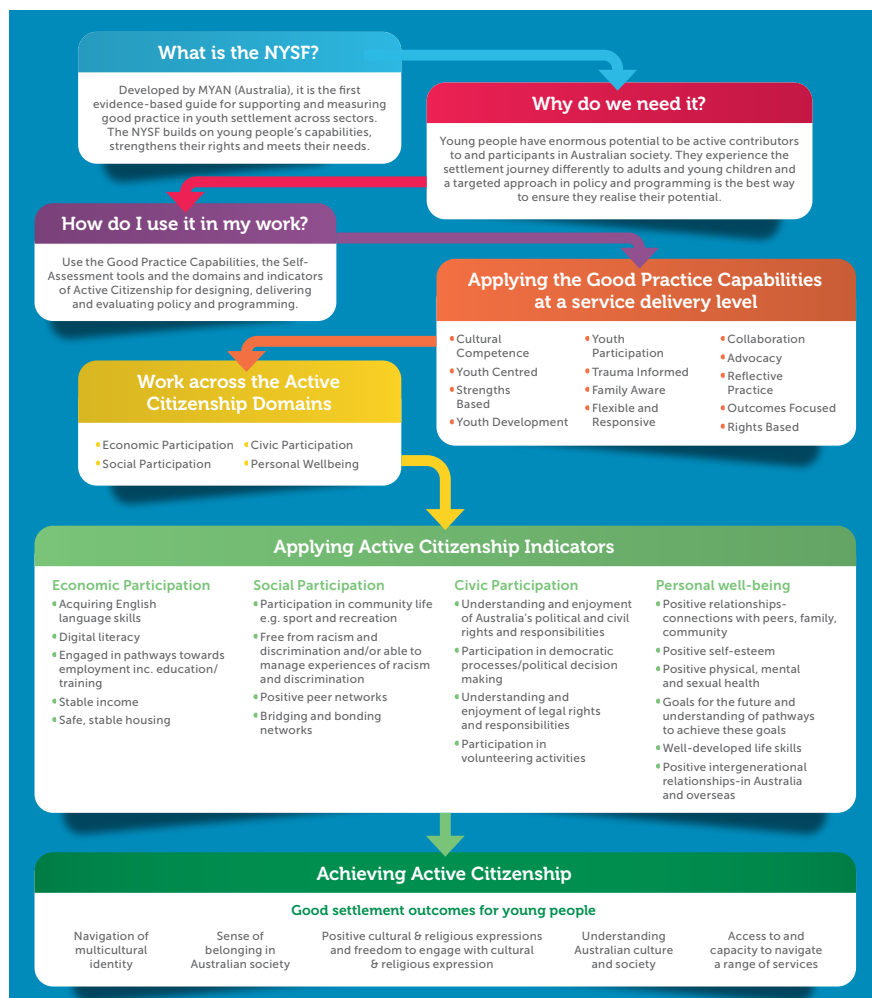 What is the NYSF?
Developed by MYAN (Australia), it is the first
evidence-based guide for supporting and measuring
good practice in youth settlement across sectors.
The NYSF builds on young people's capabilities,
strengthens their rights and meets their needs.
Why do we need it?
Young people have enormous potential to be active contributors
to and participants in Australian society. They experience the
settlement journey differently to adults and young children and
a targeted approach in policy and programming is the best way
to ensure they realise their potential.
How do I use it in my work?
Use the Good Practice Capabilities, the Self-
Assessment tools and the domains and indicators
of Active Citizenship for designing, delivering
and evaluating policy and programming.
Applying the Good Practice Capabilities
at a service delivery level
Cultural
Competence
Youth Centred
Strengths
Based
Youth Development
Youth
Participation
Trauma Informed
Family Aware
Flexible and
Responsive
Collaboration
Advocacy
Reflective
Practice
Outcomes Focused
Rights Based
Work across the Active
Citizenship Domains
Economic Participation
Social Participation
Civic Participation
Personal Wellbeing
Applying Active Citizenship Indicators
Economic Participation
Acquiring English
language skills
Digital literacy
Engaged in pathways towards
employment inc. education/
training
Stable income
Safe, stable housing
Social Participation
Participation in community life
e.g. sport and recreation
Free from racism and
discrimination and/or able to
manage experiences of racism
and discrimination
Positive peer networks
Bridging and bonding
networks
Civic Participation
Understanding and enjoyment
of Australia's political and civil
rights and responsibilities
Participation in democratic
processes/political decision
making
Understanding and
enjoyment of legal rights
and responsibilities
Participation in
volunteering activities
Personal well-being
Positive relationships-
connections with peers, family,
community
Positive self-esteem
Positive physical, mental
and sexual health
Goals for the future and
understanding of pathways
to achieve these goals
Well-developed life skills
Positive intergenerational
relationships-in Australia
and overseas
Achieving Active Citizenship
Good settlement outcomes for young people
Navigation of
multicultural
identity
Sense of
belonging in
Australian society
Positive cultural & religious expressions
and freedom to engage with cultural
& religious expression
Understanding
Australian culture
and society
Access to and
capacity to navigate
a range of services